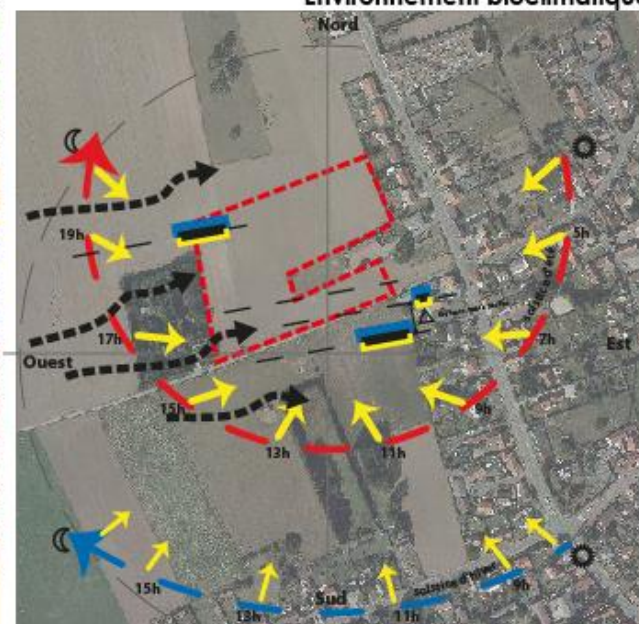 Environnement bioclimatique
Nord
19h
5h
17h
7h
Ouest
Est
15h
9h
13h
11h
solstice d'hiver
15h
9h
Sud
13h
11h